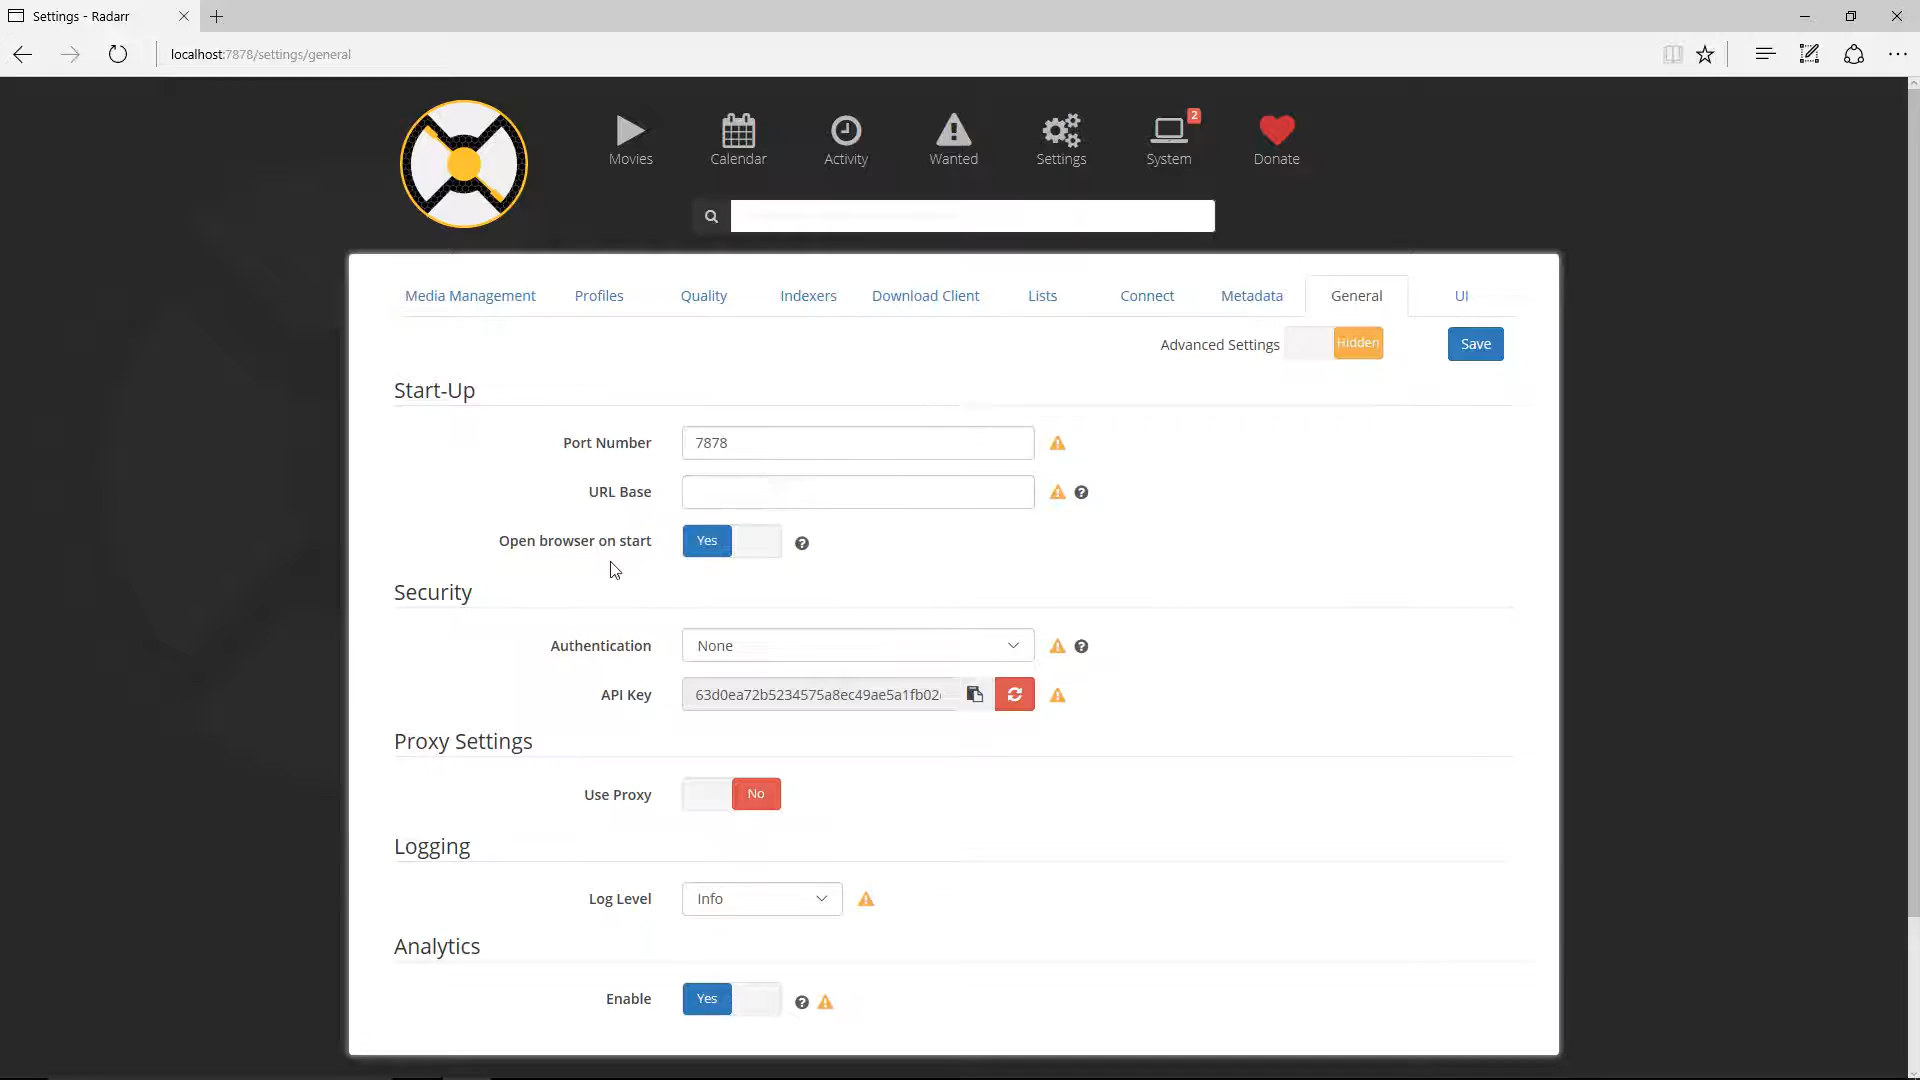 Settings - Radarr
localhost:7878/settings/general
Movies
Calendar
Activity
Wanted
Settings
2
System
Donate
Media Management
Profiles
Quality
Indexers
Download Client
Lists
Connect
Metadata
General
UI
Advanced Settings
Hidden
Save
Start-Up
Port Number
7878
URL Base
Open browser on start
Yes
Security
Authentication
None
API Key
63d0ea72b5234575a8ec49ae5a1fb02
Proxy Settings
Use Proxy
No
Logging
Log Level
Info
Analytics
Enable
Yes